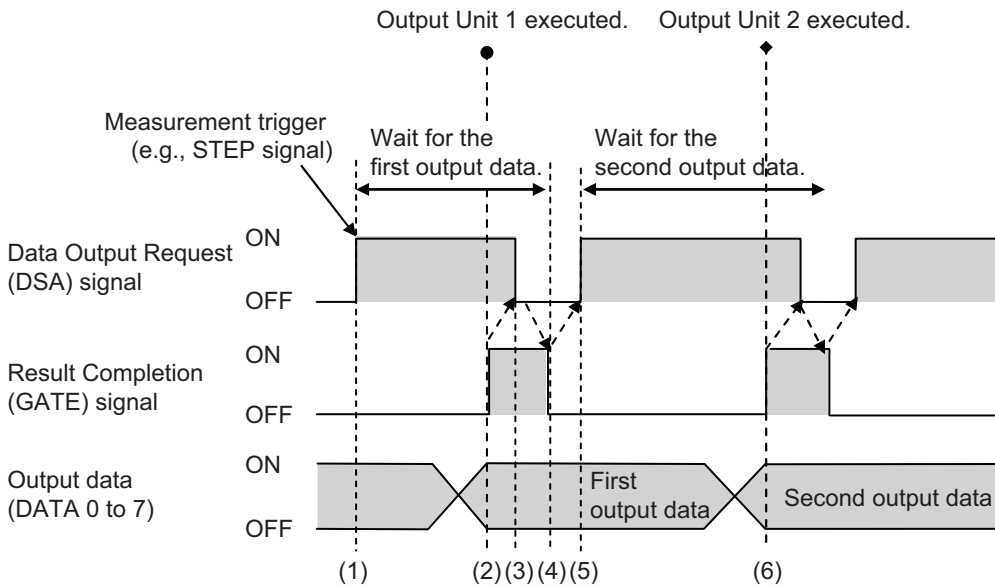 Output Unit 1 executed.
Output Unit 2 executed.
Measurement trigger
(e.g., STEP signal)
Wait for the
first output data.
Wait for the
second output data.
Data Output Request
(DSA) signal
ON
OFF
Result Completion
(GATE) signal
ON
OFF
Output data
(DATA 0 to 7)
ON
OFF
First
output data
Second output data
(1)
(2)
(3)
(4)
(5)
(6)